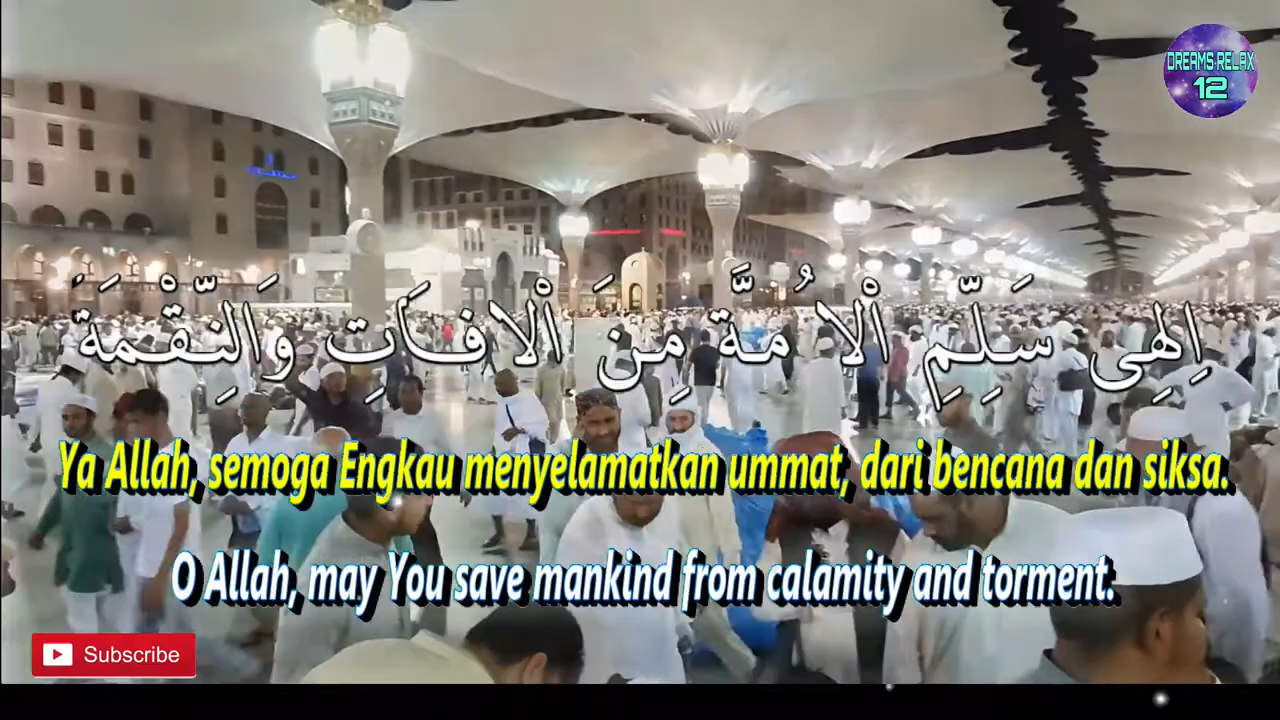 DREAMS RELAX
12
اِلٰهِى سَلِّمِ الْاُمَّة مِنَ الْافَاتِ وَالنِّقْمَةَ
Ya Allah, semoga Engkau menyelamatkan ummat, dari bencana dan siksa.
O Allah, may You save mankind from calamity and torment.
Subscribe